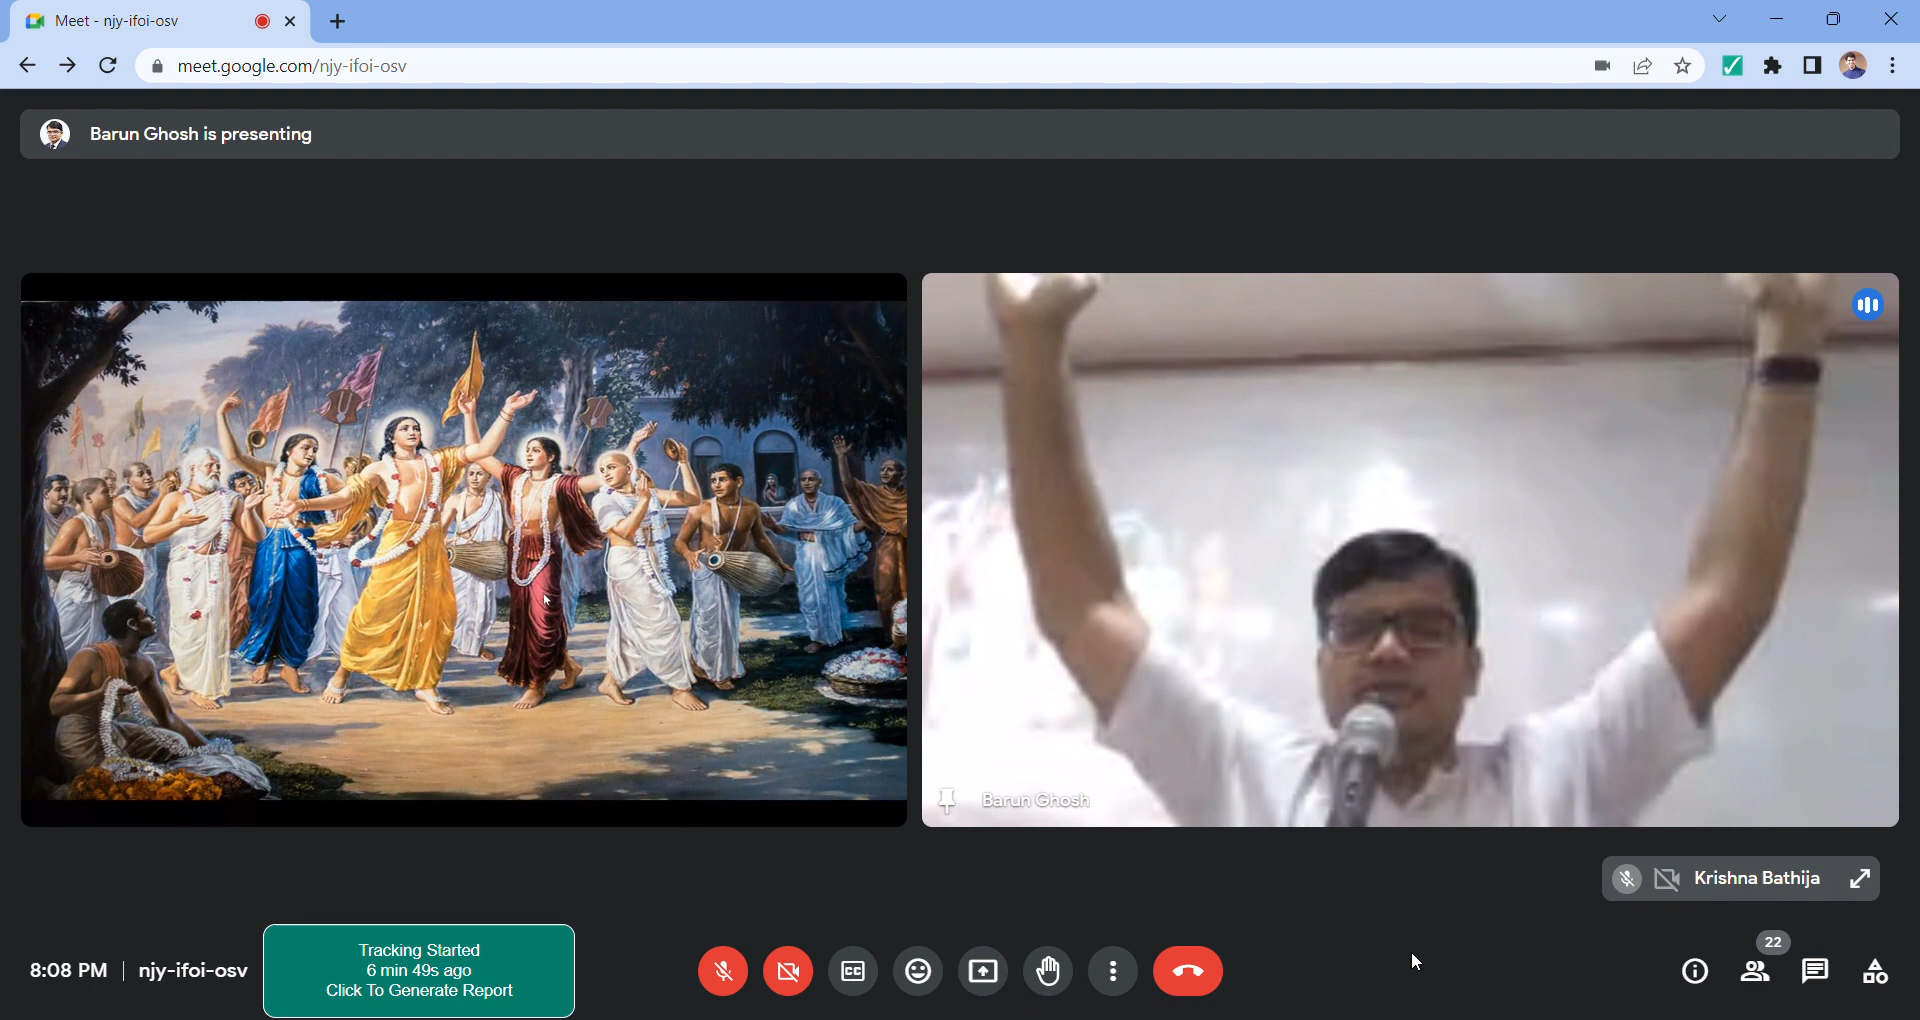 Meet - njy-ifoi-osv
meet.google.com/njy-ifoi-osv
Barun Ghosh is presenting
Barun Ghosh
Krishna Bathija
8:08 PM | njy-ifoi-osv
Tracking Started
6 min 49s ago
Click To Generate Report
CC
22